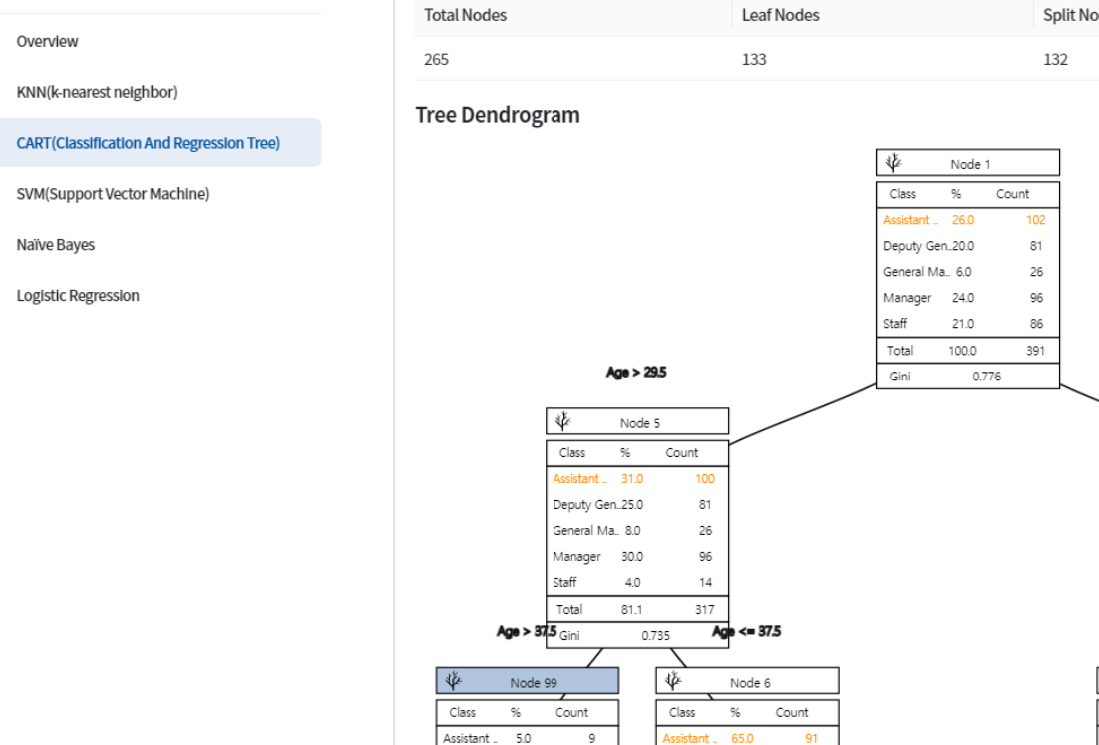 Total Nodes Leaf Nodes Split No
265 133 132
Overview
KNN(k-nearest neighbor)
CART(Classification And Regression Tree)
SVM(Support Vector Machine)
Naïve Bayes
Logistic Regression
Tree Dendrogram
Node 1
Class % Count
Assistant .. 26.0 102
Deputy Gen.. 20.0 81
General Ma.. 6.0 26
Manager 24.0 96
Staff 21.0 86
Total 100.0 391
Gini 0.776
Age > 29.5
Node 5
Class % Count
Assistant .. 31.0 100
Deputy Gen.. 25.0 81
General Ma.. 8.0 26
Manager 30.0 96
Staff 4.0 14
Total 81.1 317
Gini 0.735
Age > 37.5 Age <= 37.5
Node 99
Class % Count
Assistant .. 5.0 9
Node 6
Class % Count
Assistant .. 65.0 91